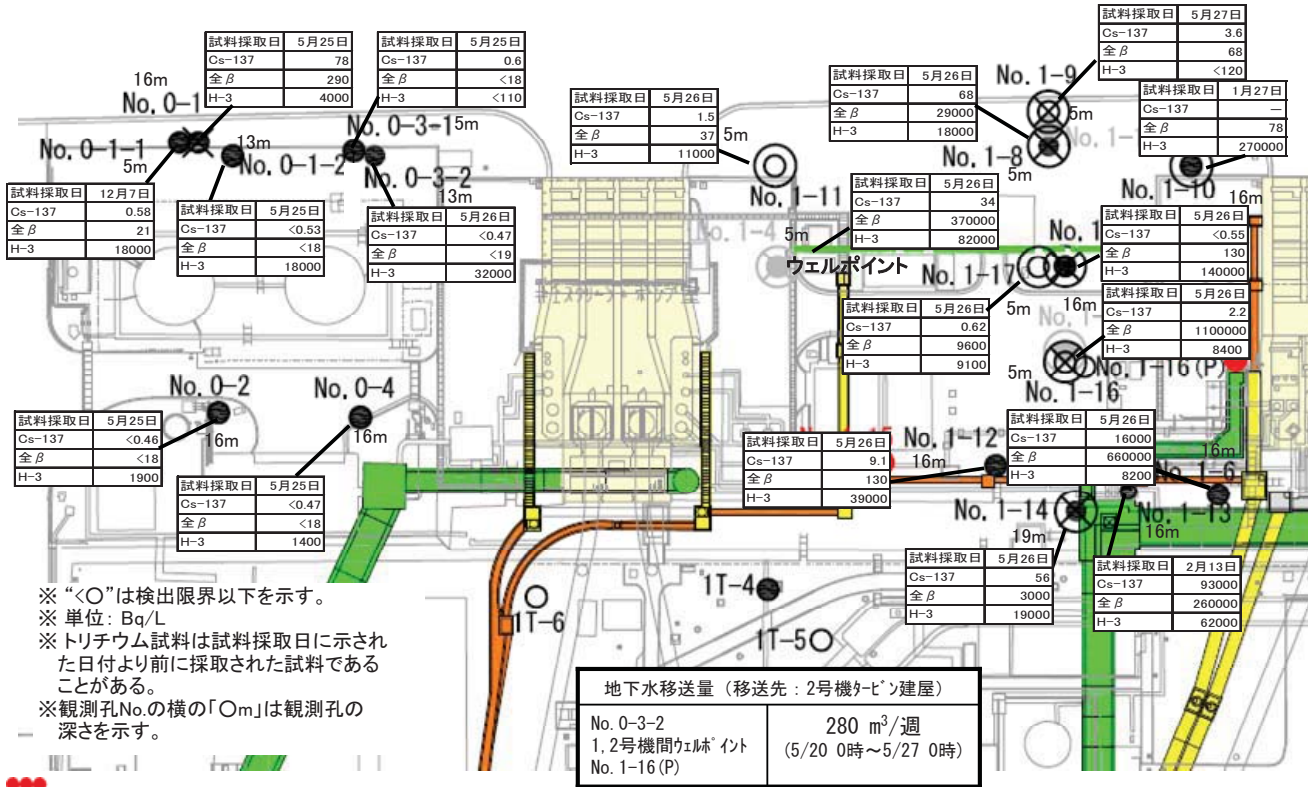 試料採取日 5月25日
Cs-137 78
全β 290
H-3 4000
試料採取日 5月25日
Cs-137 0.6
全β <18
H-3 <110
試料採取日 5月26日
Cs-137 1.5
全β 37
H-3 11000
試料採取日 5月26日
Cs-137 68
全β 29000
H-3 18000
試料採取日 5月27日
Cs-137 3.6
全β 68
H-3 <120
試料採取日 1月27日
Cs-137 —
全β 78
H-3 270000
16m
No. 0-1
No. 0-1-1
5m
13m
No. 0-1-2
No. 0-3-1 5m
No. 0-3-2
13m
5m
No. 1-11
No. 1-9
5m
No. 1-8
5m
No. 1-10
16m
試料採取日 12月7日
Cs-137 0.58
全β 21
H-3 18000
試料採取日 5月25日
Cs-137 <0.53
全β <18
H-3 18000
試料採取日 5月26日
Cs-137 <0.47
全β <19
H-3 32000
試料採取日 5月26日
Cs-137 34
全β 370000
H-3 82000
試料採取日 5月26日
Cs-137 <0.55
全β 130
H-3 140000
5m
ウェルポイント
No. 1-17
No. 1
5m
16m
試料採取日 5月26日
Cs-137 0.62
全β 9600
H-3 9100
試料採取日 5月26日
Cs-137 2.2
全β 1100000
H-3 8400
5m
No. 1-16
No. 1-16(P)
No. 0-2
16m
No. 0-4
16m
試料採取日 5月25日
Cs-137 <0.46
全β <18
H-3 1900
試料採取日 5月25日
Cs-137 <0.47
全β <18
H-3 1400
試料採取日 5月26日
Cs-137 9.1
全β 130
H-3 39000
No. 1-12
16m
試料採取日 5月26日
Cs-137 16000
全β 660000
H-3 8200
16m
No. 1-6
No. 1-14
19m
No. 1-13
16m
試料採取日 5月26日
Cs-137 56
全β 3000
H-3 19000
試料採取日 2月13日
Cs-137 93000
全β 260000
H-3 62000
1T-6
1T-4
1T-5
※ “<〇”は検出限界以下を示す。
※ 単位: Bq/L
※ トリチウム試料は試料採取日に示され
た日付より前に採取された試料である
ことがある。
※観測孔No.の横の「〇m」は観測孔の
深さを示す。
地下水移送量 (移送先 : 2号機タービン建屋)
No. 0-3-2
1, 2号機間ウェルポイント
No. 1-16(P)
280 m³/週
(5/20 0時～5/27 0時)